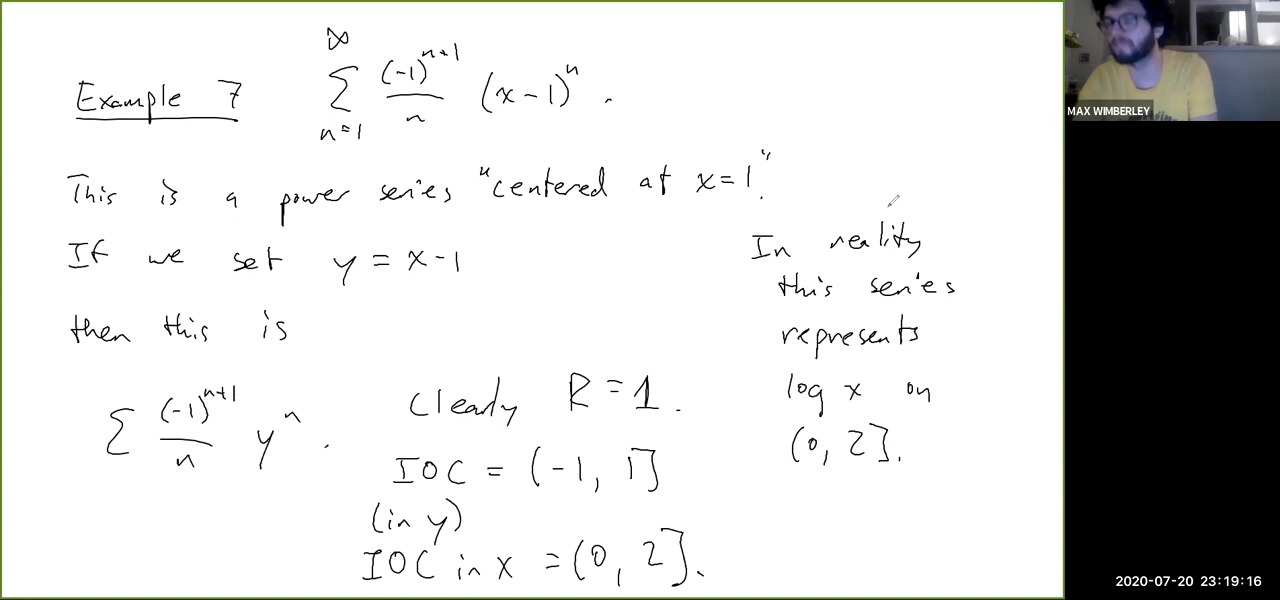 Example 7 ∞ ∑ n=1 (-1)^{n+1} / n (x-1)^n .
This is a power series "centered at x=1".
If we set y = x-1
then this is
∑ (-1)^{n+1} / n y^n .
Clearly R = 1.
IOC = (-1, 1]
(in y)
IOC in x = (0, 2].
In reality
this series
represents
log x on
(0, 2].
MAX WIMBERLEY
2020-07-20 23:19:16